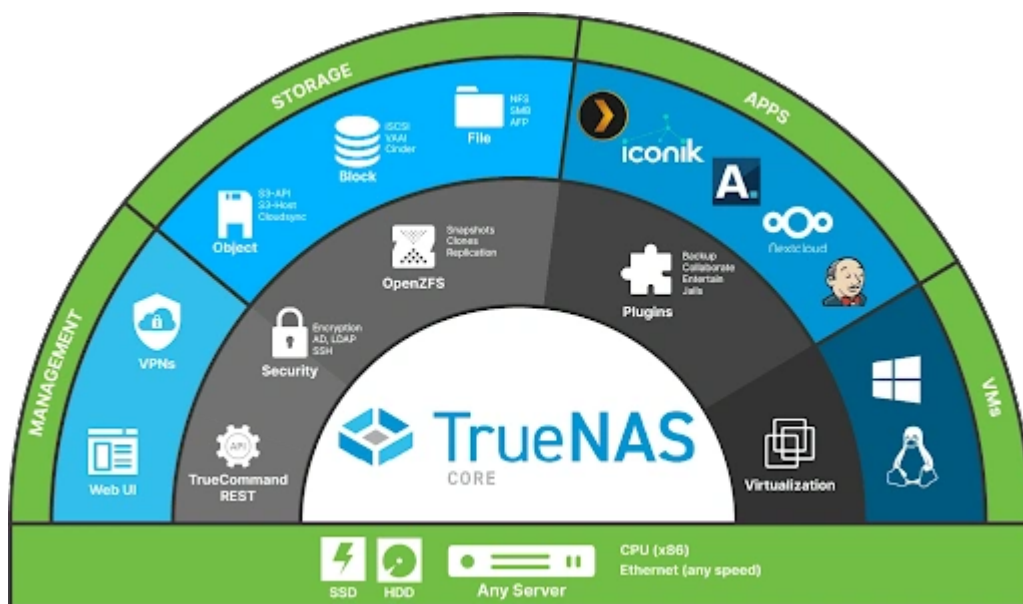 MANAGEMENT
STORAGE
APPS
VMs
VPNs
Web UI
Object
S3-API
S3-Host
Cloudsync
Block
iSCSI
VAAI
Cinder
File
NFS
SMB
AFP
iconik
A.
Nextcloud
TrueCommand
REST
API
Security
Encryption
AD, LDAP
SSH
OpenZFS
Snapshots
Clones
Replication
Plugins
Backup
Collaborate
Entertain
Jails
Virtualization
TrueNAS
CORE
SSD
HDD
Any Server
CPU (x86)
Ethernet (any speed)